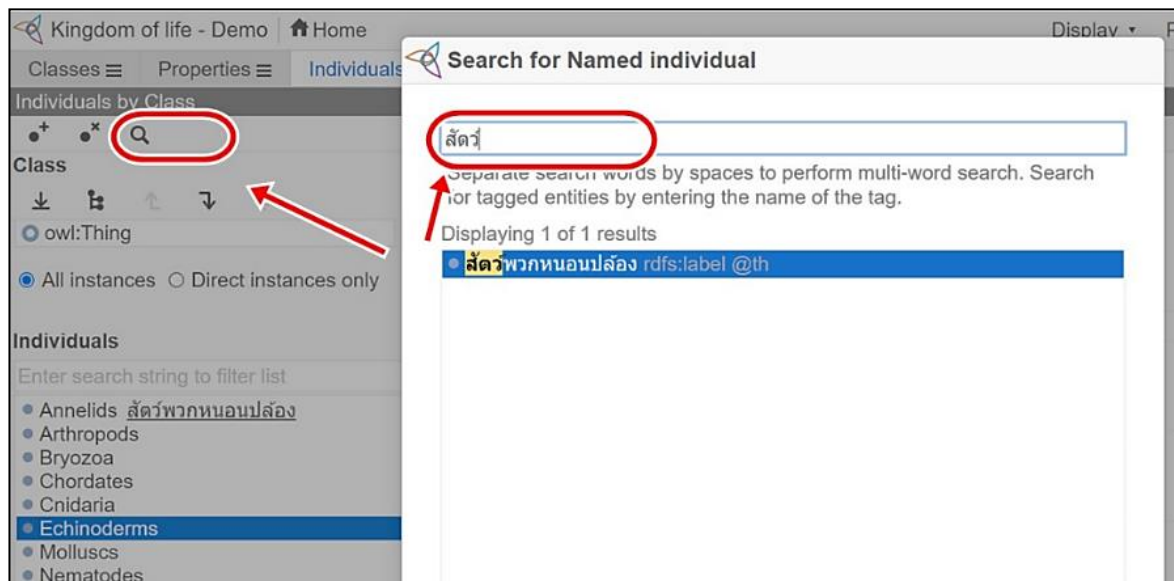 Kingdom of life - Demo Home Display
Classes Properties Individuals
Individuals by Class
Class
owl:Thing
All instances Direct instances only
Individuals
Enter search string to filter list
Annelids สัตว์พวกหนอนปล้อง
Arthropods
Bryozoa
Chordates
Cnidaria
Echinoderms
Molluscs
Nematodes
Search for Named individual
สัตว์
Separate search words by spaces to perform multi-word search. Search
for tagged entities by entering the name of the tag.
Displaying 1 of 1 results
สัตว์พวกหนอนปล้อง rdfs:label @th